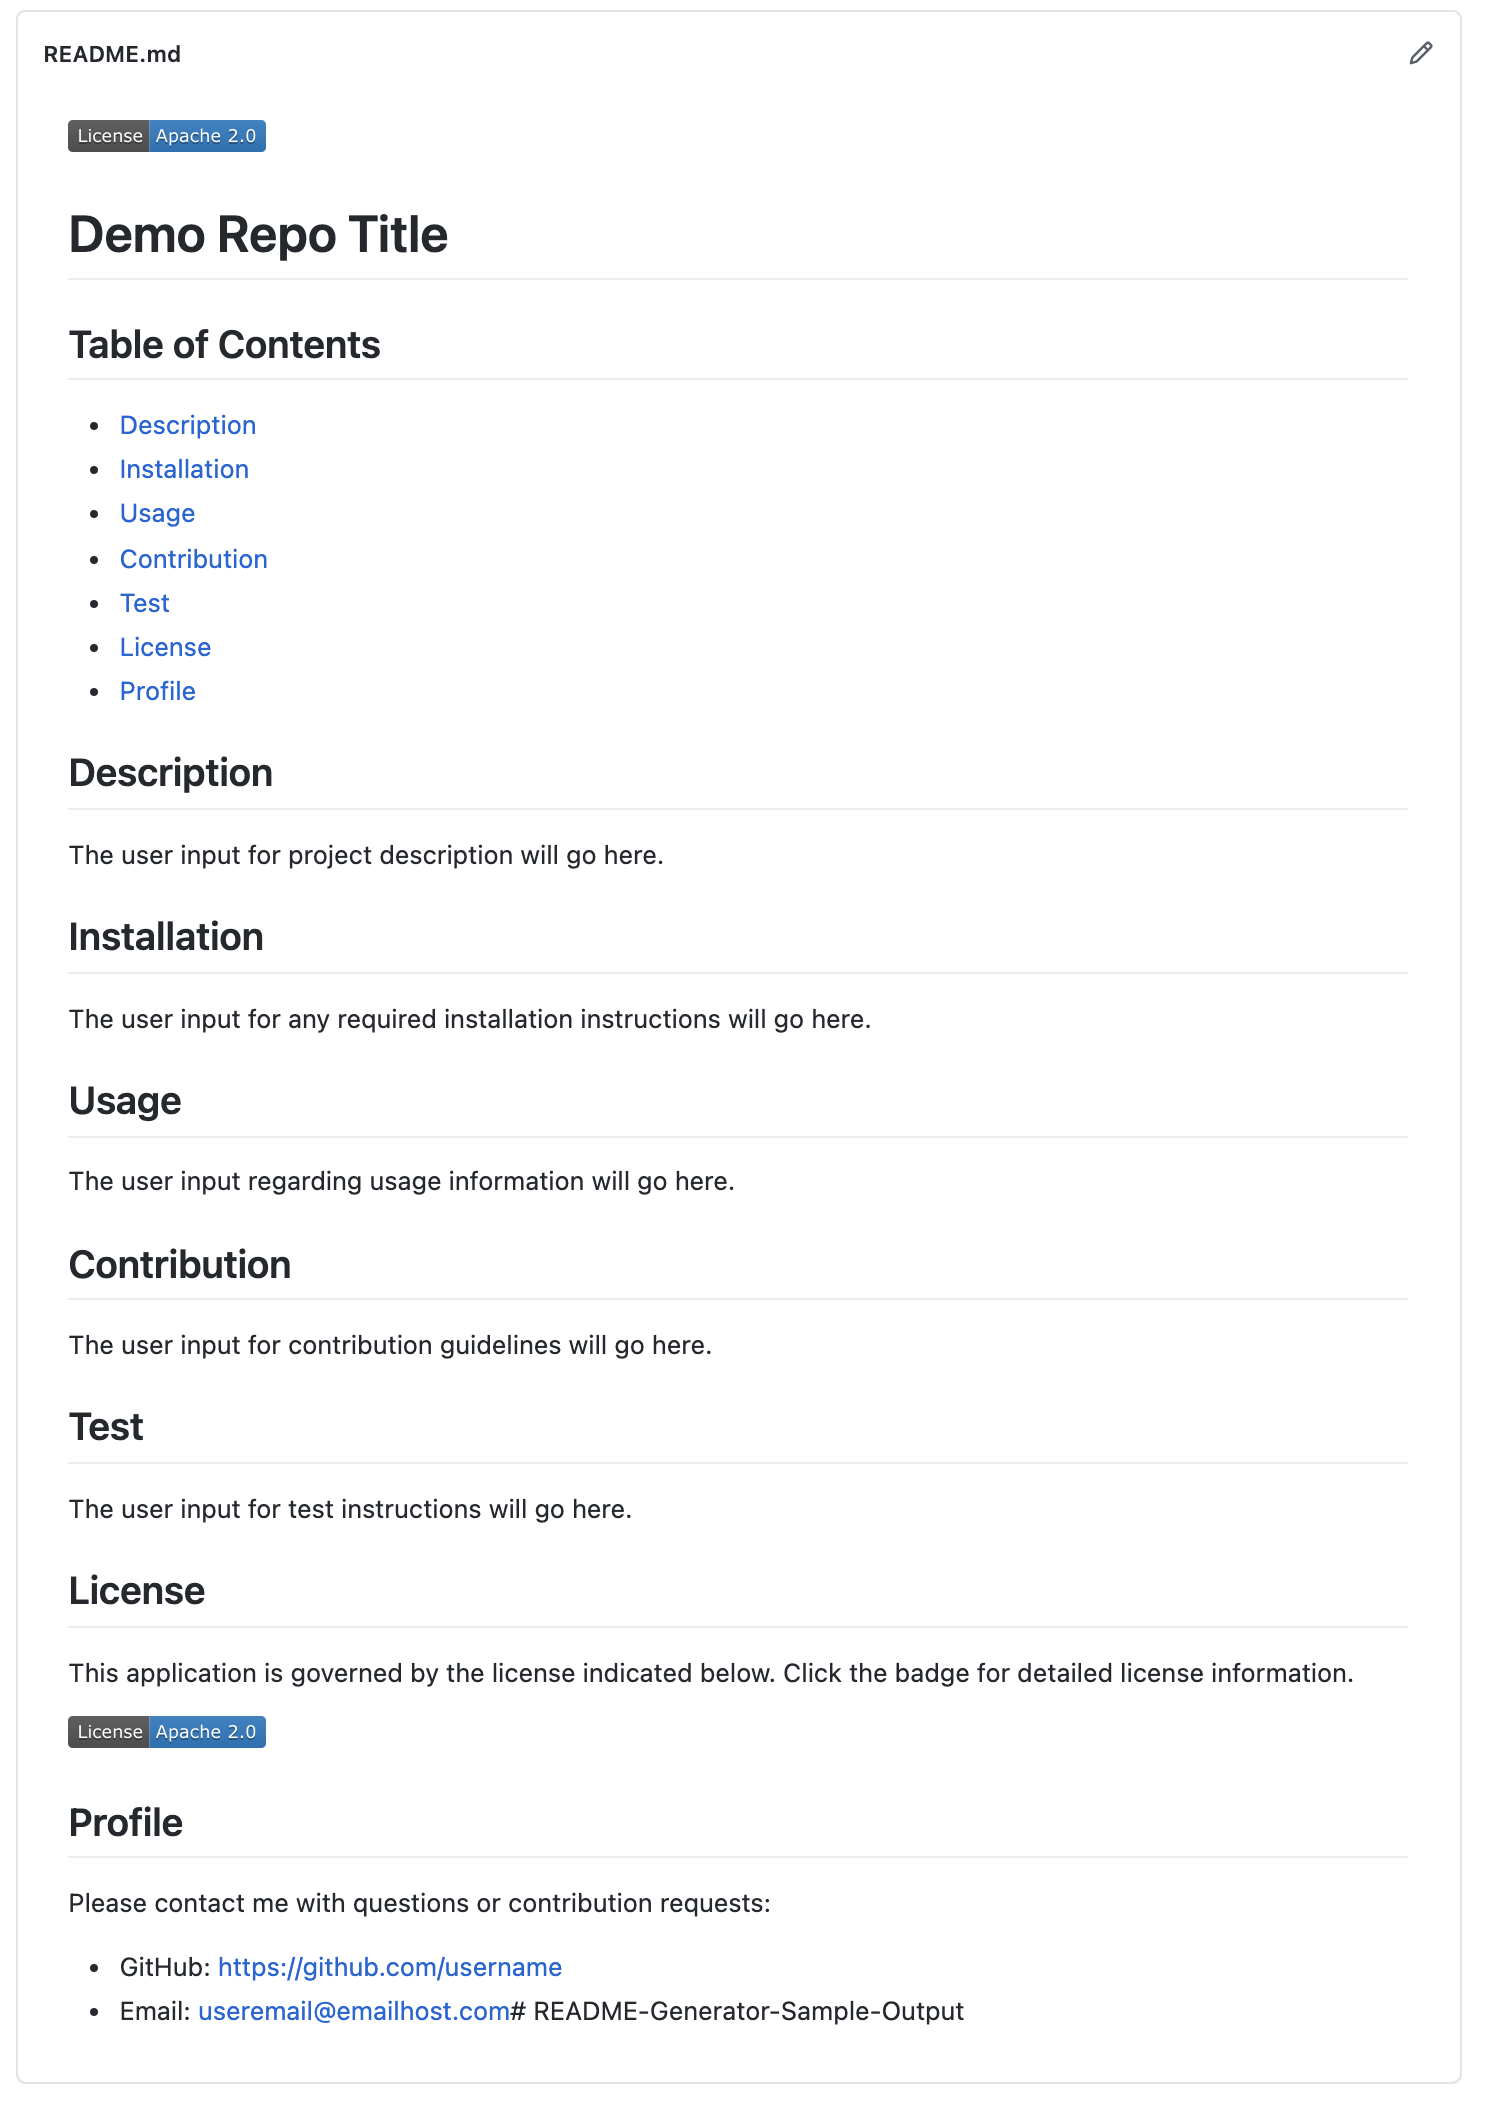 README.md
License Apache 2.0
Demo Repo Title
Table of Contents
Description
Installation
Usage
Contribution
Test
License
Profile
Description
The user input for project description will go here.
Installation
The user input for any required installation instructions will go here.
Usage
The user input regarding usage information will go here.
Contribution
The user input for contribution guidelines will go here.
Test
The user input for test instructions will go here.
License
This application is governed by the license indicated below. Click the badge for detailed license information.
License Apache 2.0
Profile
Please contact me with questions or contribution requests:
GitHub: https://github.com/username
Email: useremail@emailhost.com# README-Generator-Sample-Output